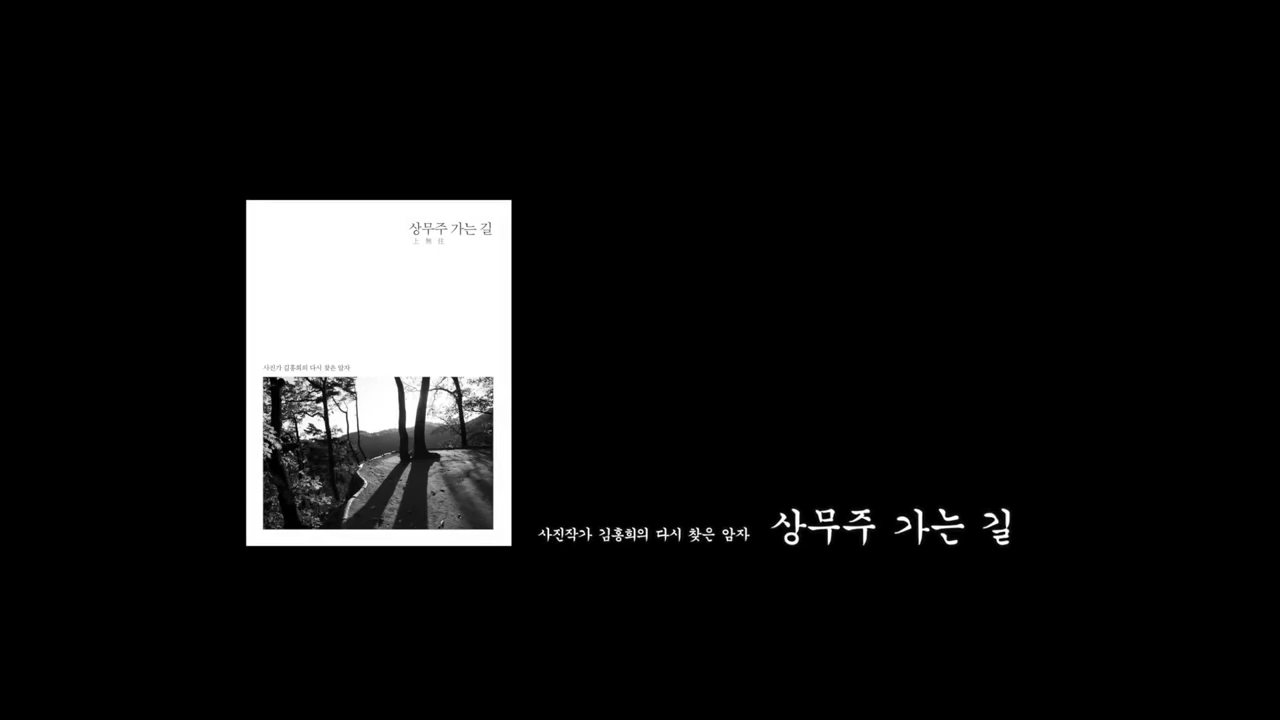 상무주 가는 길
上 無 住
사진가 김홍희의 다시 찾은 암자
사진작가 김홍희의 다시 찾은 암자 상무주 가는 길